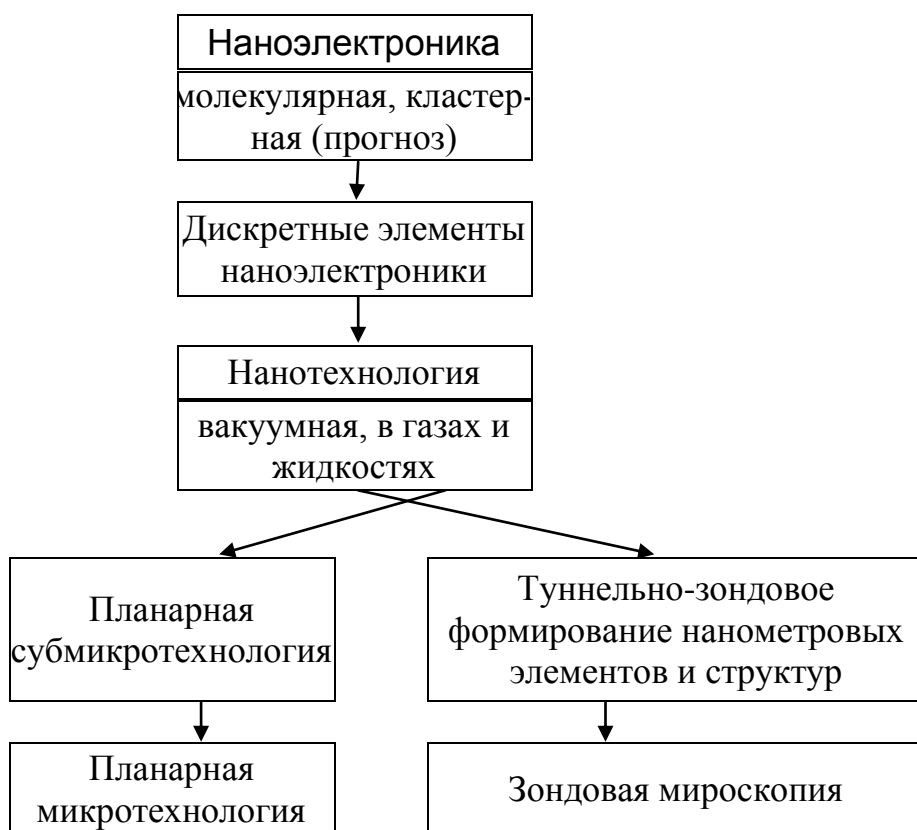 Наноэлектроника
молекулярная, кластер-
ная (прогноз)
Дискретные элементы
наноэлектроники
Нанотехнология
вакуумная, в газах и
жидкостях
Планарная
субмикротехнология
Туннельно-зондовое
формирование нанометровых
элементов и структур
Планарная
микротехнология
Зондовая мироскопия